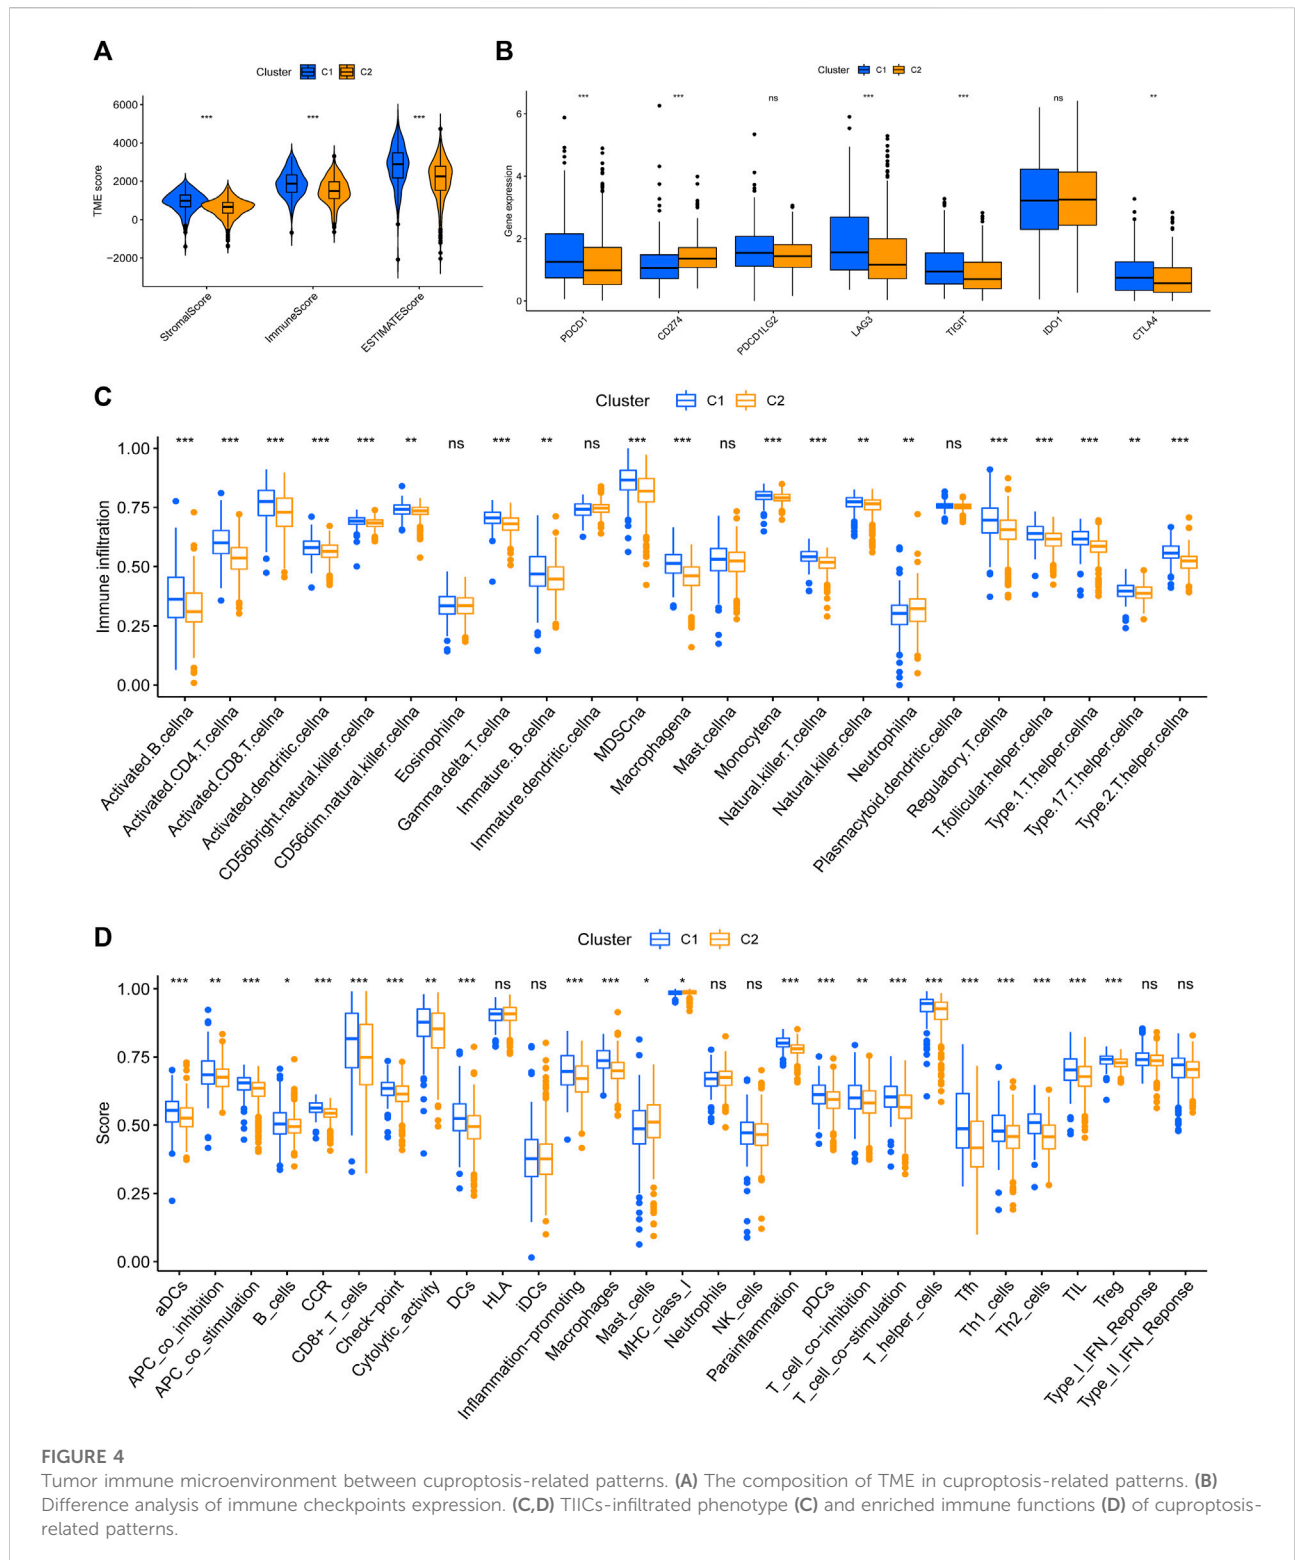 A
Cluster C1 C2
TME score
6000
4000
2000
0
−2000
*** *** ***
StromalScore
ImmuneScore
ESTIMATEScore
B
Cluster C1 C2
Gene expression
6
4
2
0
*** *** ns *** *** ns **
PDCD1
CD274
PDCD1LG2
LAG3
TIGIT
IDO1
CTLA4
C
Cluster C1 C2
Immune infiltration
1.00
0.75
0.50
0.25
0.00
*** *** *** *** *** ** ns *** ** ns *** *** ns *** *** ** ** ns *** *** *** ** ***
Activated.B.cellna
Activated.CD4.T.cellna
Activated.CD8.T.cellna
Activated.dendritic.cellna
CD56bright.natural.killer.cellna
CD56dim.natural.killer.cellna
Eosinophilna
Gamma.delta.T.cellna
Immature..B.cellna
Immature.dendritic.cellna
MDSCna
Macrophagena
Mast.cellna
Monocytena
Natural.killer.T.cellna
Natural.killer.cellna
Neutrophilna
Plasmacytoid.dendritic.cellna
Regulatory.T.cellna
T.follicular.helper.cellna
Type.1.T.helper.cellna
Type.17.T.helper.cellna
Type.2.T.helper.cellna
D
Cluster C1 C2
Score
1.00
0.75
0.50
0.25
0.00
*** ** *** * *** *** *** ** *** ns ns *** *** * * ns ns *** *** ** *** *** *** *** *** *** *** ns ns
aDCs
APC_co_inhibition
APC_co_stimulation
B_cells
CCR
CD8+_T_cells
Check−point
Cytolytic_activity
DCs
HLA
iDCs
Inflammation−promoting
Macrophages
Mast_cells
MHC_class_I
Neutrophils
NK_cells
Parainflammation
pDCs
T_cell_co−inhibition
T_cell_co−stimulation
T_helper_cells
Tfh
Th1_cells
Th2_cells
TIL
Treg
Type_I_IFN_Reponse
Type_II_IFN_Reponse
FIGURE 4
Tumor immune microenvironment between cuproptosis-related patterns. (A) The composition of TME in cuproptosis-related patterns. (B)
Difference analysis of immune checkpoints expression. (C,D) TIICs-infiltrated phenotype (C) and enriched immune functions (D) of cuproptosis-
related patterns.